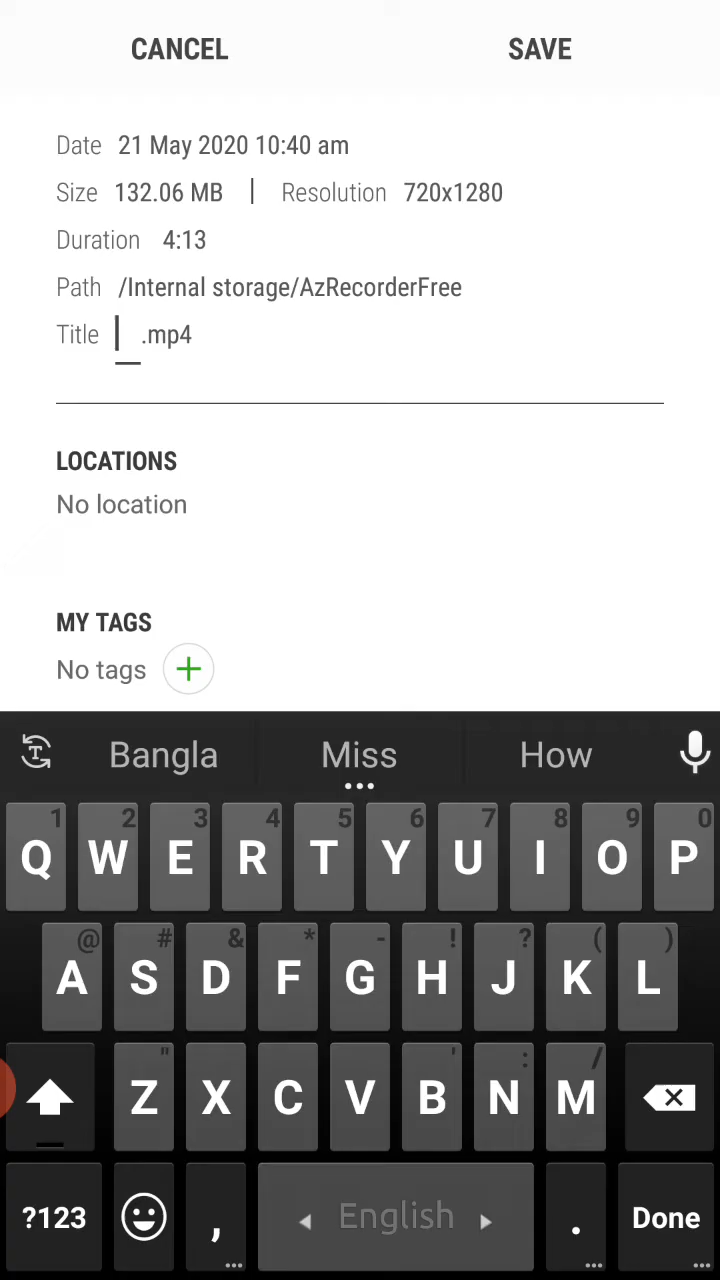 CANCEL SAVE
Date 21 May 2020 10:40 am
Size 132.06 MB | Resolution 720x1280
Duration 4:13
Path /Internal storage/AzRecorderFree
Title .mp4
LOCATIONS
No location
MY TAGS
No tags +
Bangla Miss How
1 2 3 4 5 6 7 8 9 0
Q W E R T Y U I O P
@ # & * - ! ? ( )
A S D F G H J K L
" ' : /
Z X C V B N M
?123 , English . Done